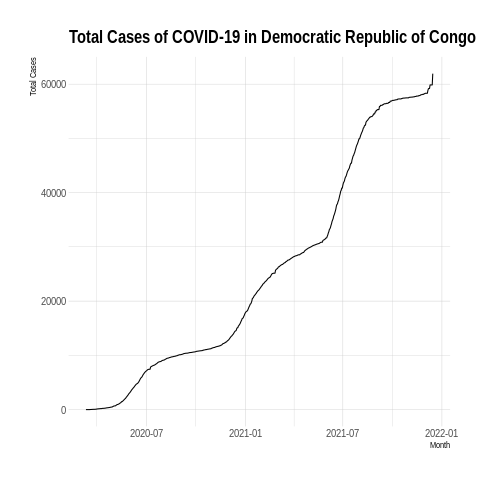 Total Cases of COVID-19 in Democratic Republic of Congo
Total Cases
60000
40000
20000
0
2020-07 2021-01 2021-07 2022-01
Month